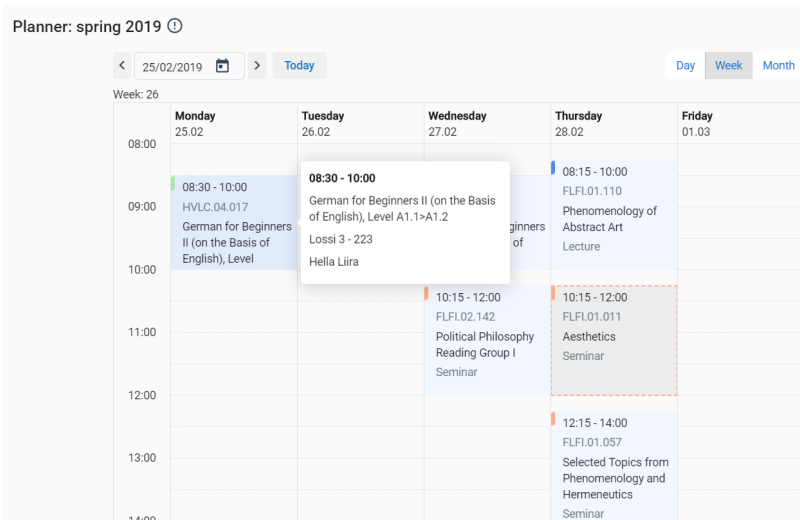 Planner: spring 2019
25/02/2019
Today
Day
Week
Month
Week: 26
Monday
25.02
Tuesday
26.02
Wednesday
27.02
Thursday
28.02
Friday
01.03
08:00
09:00
10:00
11:00
12:00
13:00
14:00
08:30 - 10:00
HVLC.04.017
German for Beginners
II (on the Basis of
English), Level
08:30 - 10:00
German for Beginners II (on the Basis
of English), Level A1.1>A1.2
Lossi 3 - 223
Hella Liira
ginners
of
10:15 - 12:00
FLFI.02.142
Political Philosophy
Reading Group I
Seminar
08:15 - 10:00
FLFI.01.110
Phenomenology of
Abstract Art
Lecture
10:15 - 12:00
FLFI.01.011
Aesthetics
Seminar
12:15 - 14:00
FLFI.01.057
Selected Topics from
Phenomenology and
Hermeneutics
Seminar